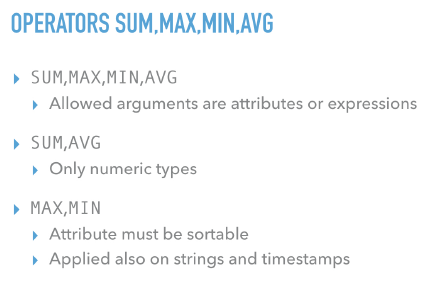 OPERATORS SUM,MAX,MIN,AVG
SUM,MAX,MIN,AVG
Allowed arguments are attributes or expressions
SUM,AVG
Only numeric types
MAX,MIN
Attribute must be sortable
Applied also on strings and timestamps